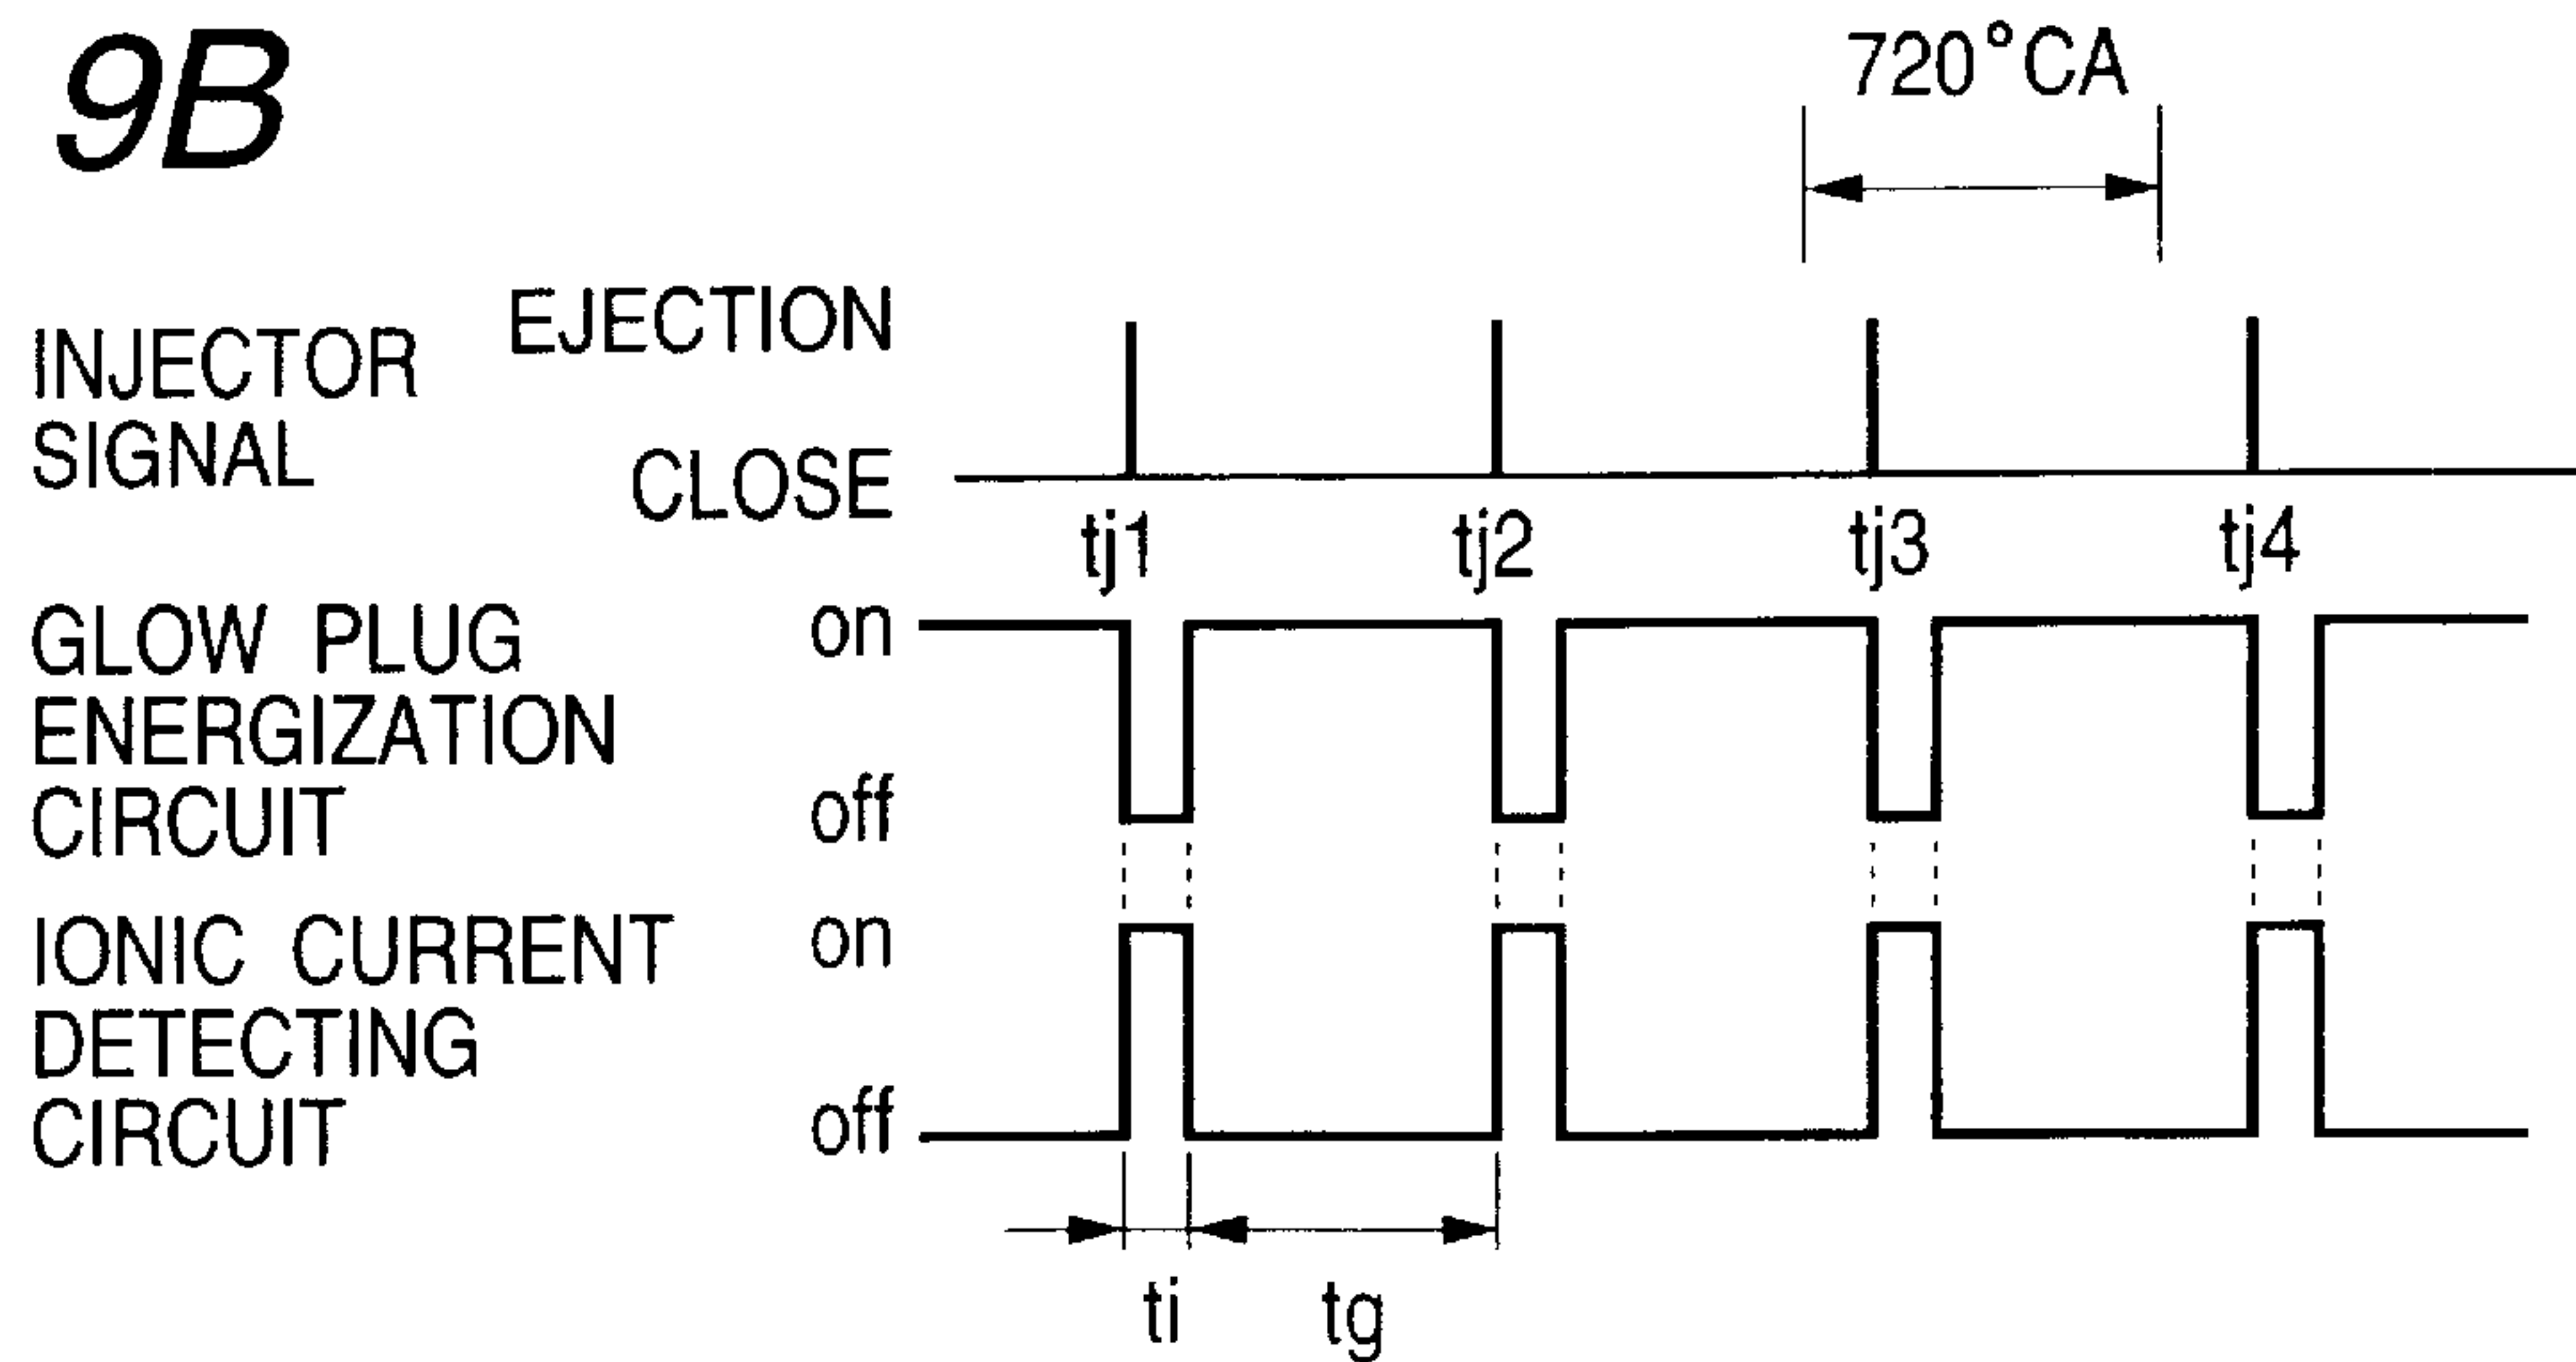 9B
720°CA
INJECTOR
SIGNAL
EJECTION
CLOSE
tj1 tj2 tj3 tj4
GLOW PLUG
ENERGIZATION
CIRCUIT
on
off
IONIC CURRENT
DETECTING
CIRCUIT
on
off
ti tg